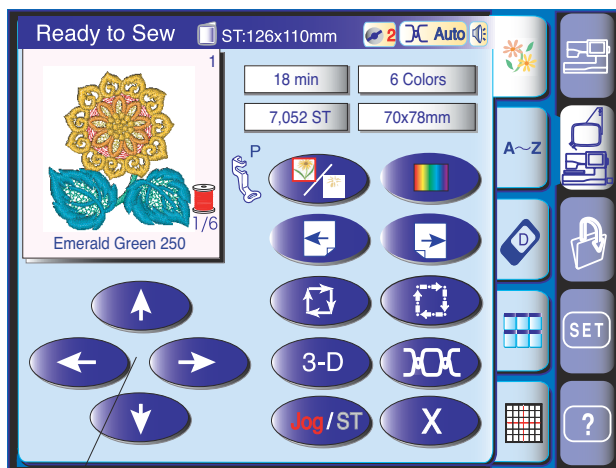 Ready to Sew ST:126x110mm 2 Auto
1
18 min 6 Colors
7,052 ST 70x78mm
P
1/6
Emerald Green 250
3-D
Jog/ST X
A~Z
D
SET
?